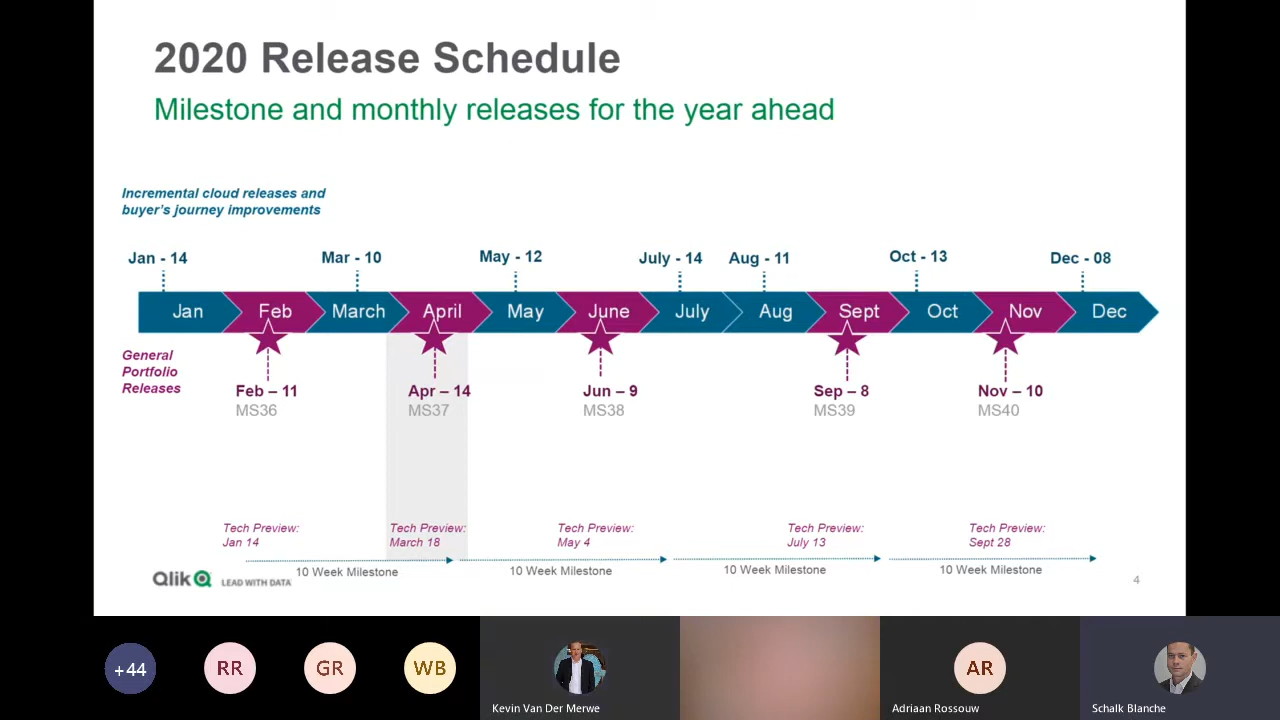 2020 Release Schedule
Milestone and monthly releases for the year ahead
Incremental cloud releases and
buyer's journey improvements
Jan - 14
Mar - 10
May - 12
July - 14
Aug - 11
Oct - 13
Dec - 08
Jan
Feb
March
April
May
June
July
Aug
Sept
Oct
Nov
Dec
General
Portfolio
Releases
Feb – 11
MS36
Apr – 14
MS37
Jun – 9
MS38
Sep – 8
MS39
Nov – 10
MS40
Tech Preview:
Jan 14
Tech Preview:
March 18
Tech Preview:
May 4
Tech Preview:
July 13
Tech Preview:
Sept 28
10 Week Milestone
10 Week Milestone
10 Week Milestone
10 Week Milestone
Qlik
LEAD WITH DATA
4
+44
RR
GR
WB
Kevin Van Der Merwe
AR
Adriaan Rossouw
Schalk Blanche